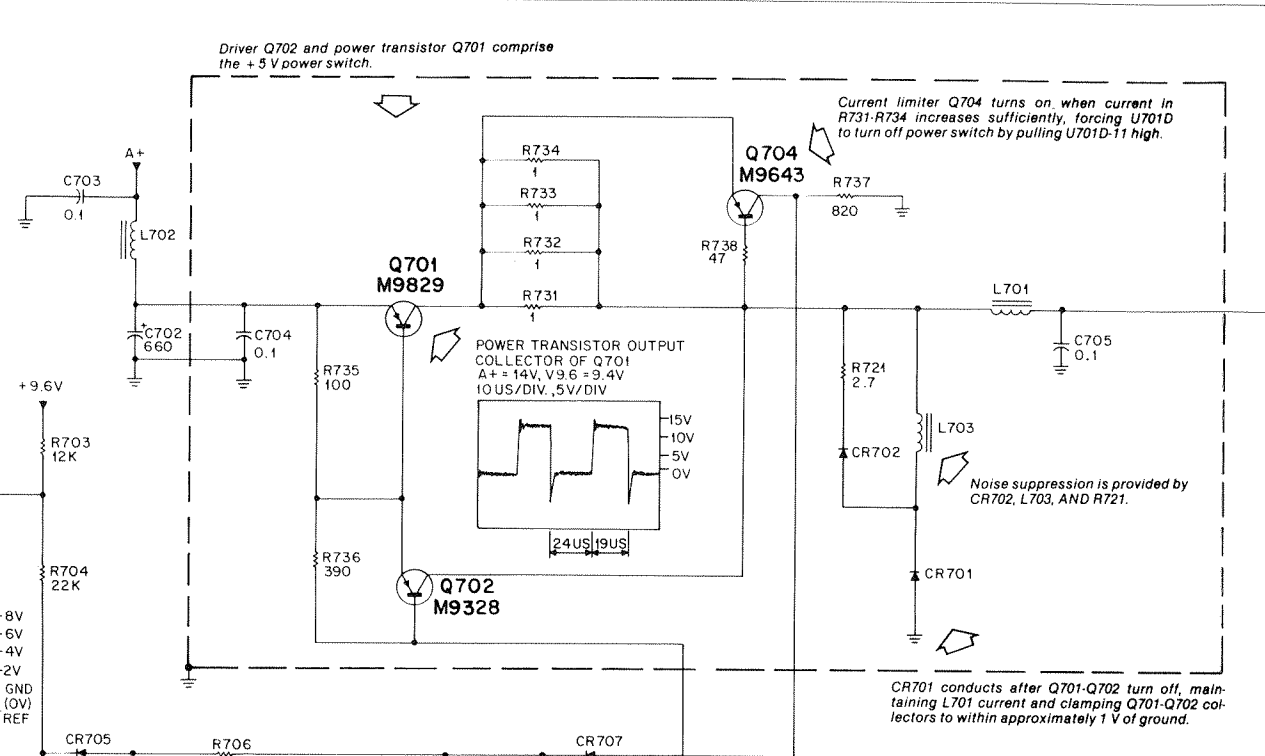 Driver Q702 and power transistor Q701 comprise
the + 5 V power switch.
Current limiter Q704 turns on when current in
R731-R734 increases sufficiently, forcing U701D
to turn off power switch by pulling U701D-11 high.
A+
C703
0.1
L702
R734
1
R733
1
R732
1
R731
1
Q704
M9643
R737
820
R738
47
Q701
M9829
L701
+
C702
660
C704
0.1
C705
0.1
POWER TRANSISTOR OUTPUT
COLLECTOR OF Q701
A+ = 14V, V9.6 = 9.4V
10 US/DIV., 5V/DIV
15V
10V
5V
0V
24US
19US
R735
100
R721
2.7
CR702
L703
Noise suppression is provided by
CR702, L703, AND R721.
+9.6V
R703
12K
R704
22K
R736
390
Q702
M9328
CR701
8V
6V
4V
2V
GND
(0V)
REF
CR701 conducts after Q701-Q702 turn off, main-
taining L701 current and clamping Q701-Q702 col-
lectors to within approximately 1 V of ground.
CR705
R706
CR707